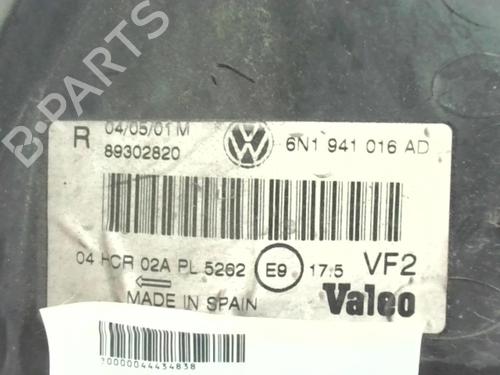 B-PARTS
R 04/05/01 M
89302820
6N1 941 016 AD
04 HCR 02A PL 5262 E9 17.5 VF2
MADE IN SPAIN
Valeo